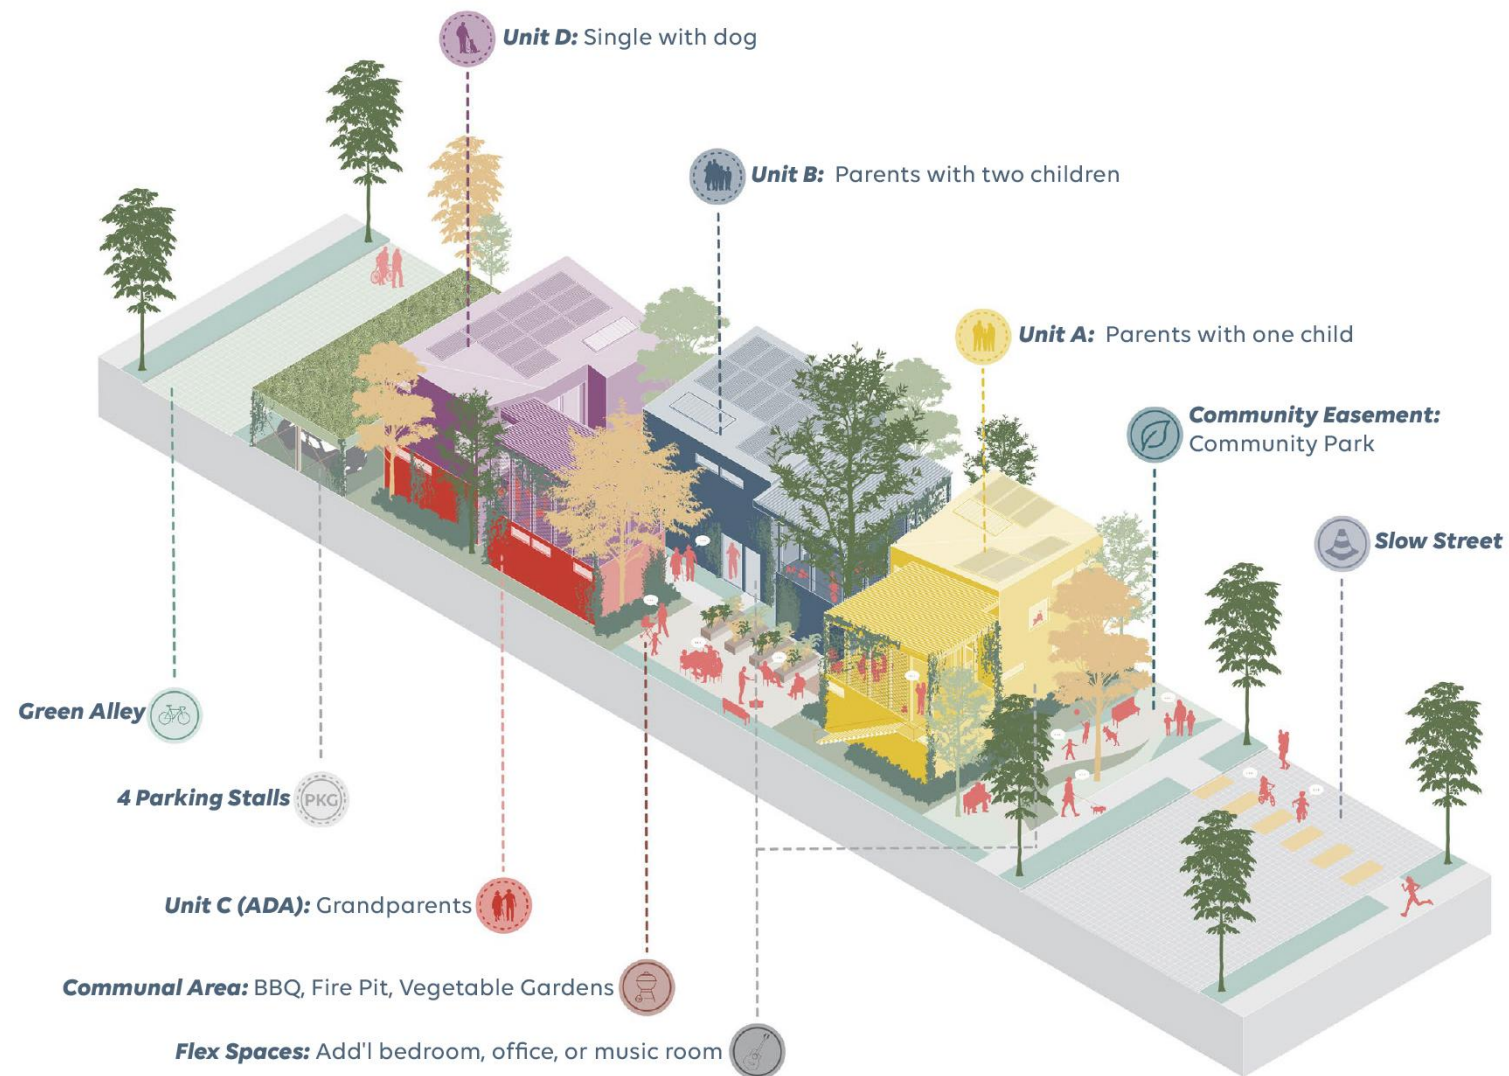 Unit D: Single with dog
Unit B: Parents with two children
Unit A: Parents with one child
Community Easement:
Community Park
Slow Street
Green Alley
4 Parking Stalls
PKG
Unit C (ADA): Grandparents
Communal Area: BBQ, Fire Pit, Vegetable Gardens
Flex Spaces: Add'l bedroom, office, or music room